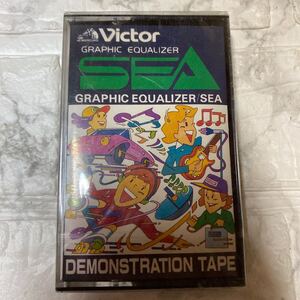 Victor
GRAPHIC EQUALIZER
SEA
GRAPHIC EQUALIZER/SEA
DEMONSTRATION TAPE